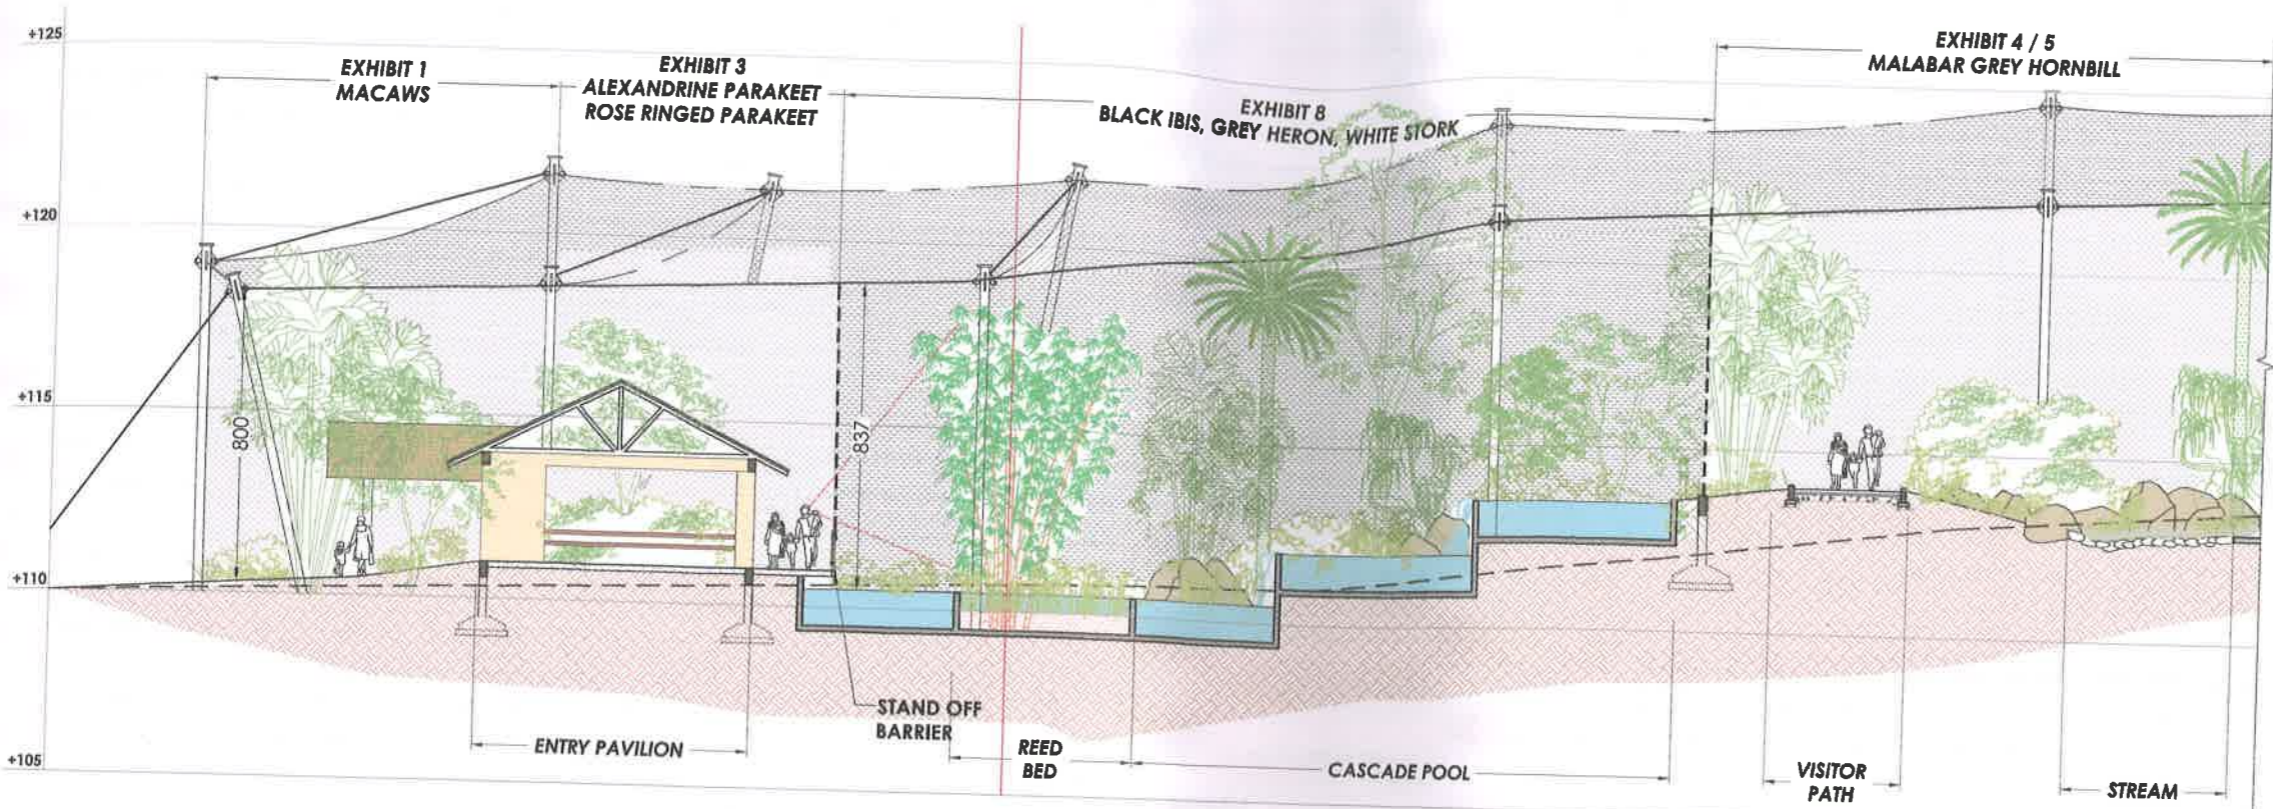 +125
EXHIBIT 1
MACAWS
EXHIBIT 3
ALEXANDRINE PARAKEET
ROSE RINGED PARAKEET
EXHIBIT 8
BLACK IBIS, GREY HERON, WHITE STORK
EXHIBIT 4 / 5
MALABAR GREY HORNBILL
+120
+115
800
837
+110
STAND OFF
BARRIER
ENTRY PAVILION
REED
BED
CASCADE POOL
VISITOR
PATH
STREAM
+105